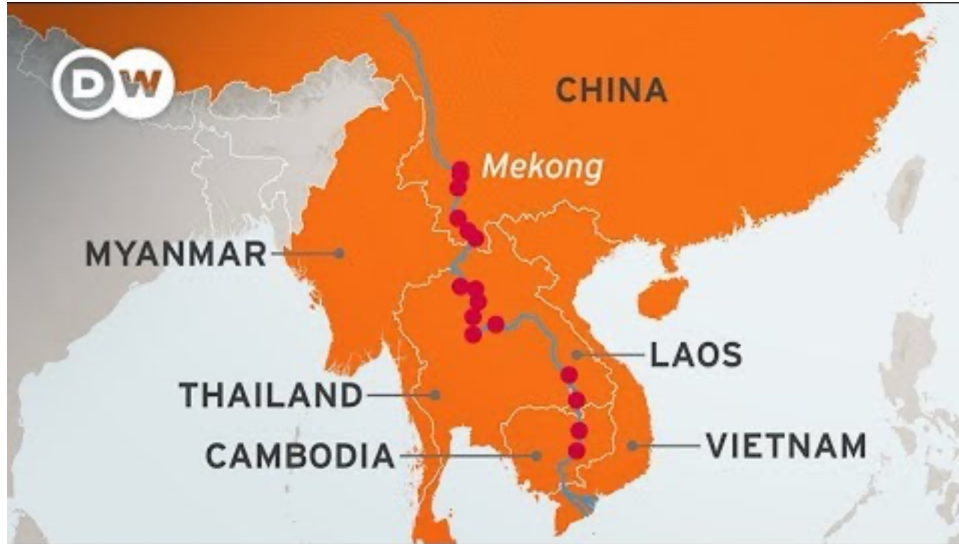 DW
CHINA
Mekong
MYANMAR
LAOS
THAILAND
VIETNAM
CAMBODIA